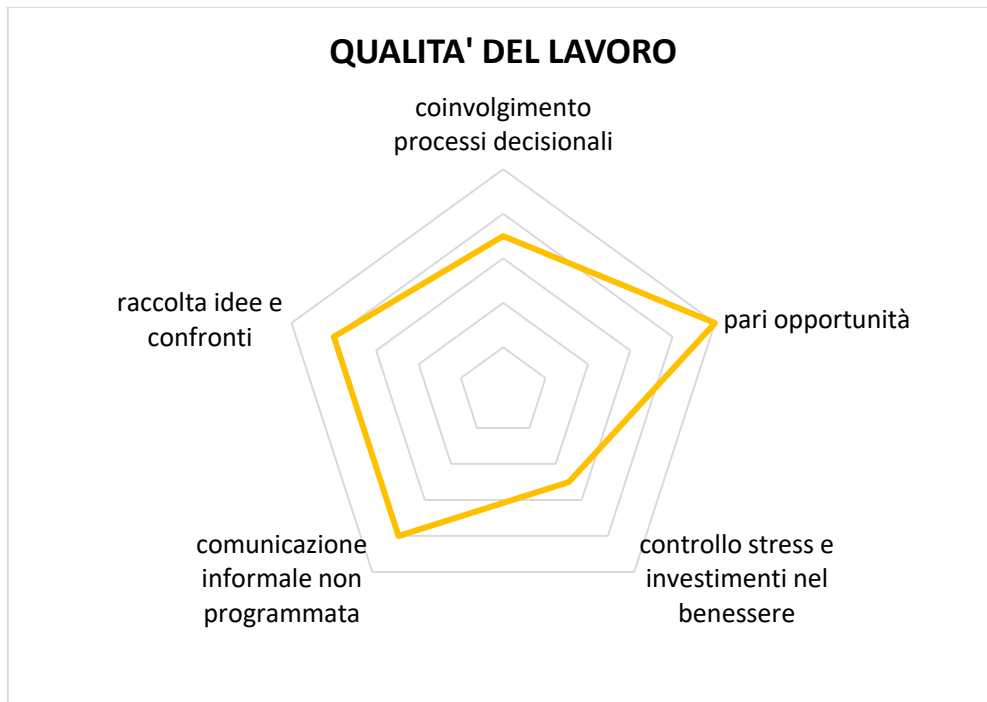 QUALITA' DEL LAVORO
coinvolgimento
processi decisionali
pari opportunità
controllo stress e
investimenti nel
benessere
comunicazione
informale non
programmata
raccolta idee e
confronti